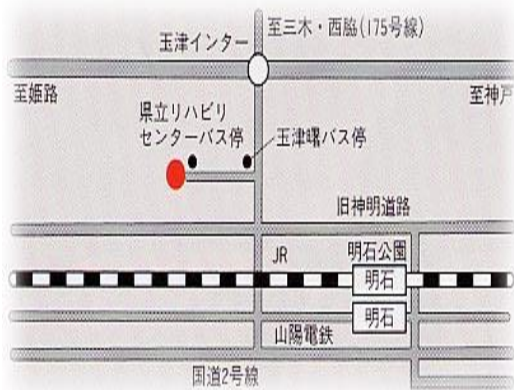 至三木・西脇(175号線)
玉津インター
至姫路
至神戸
県立リハビリ
センターバス停
玉津曙バス停
旧神明道路
JR
明石公園
明石
明石
山陽電鉄
国道2号線